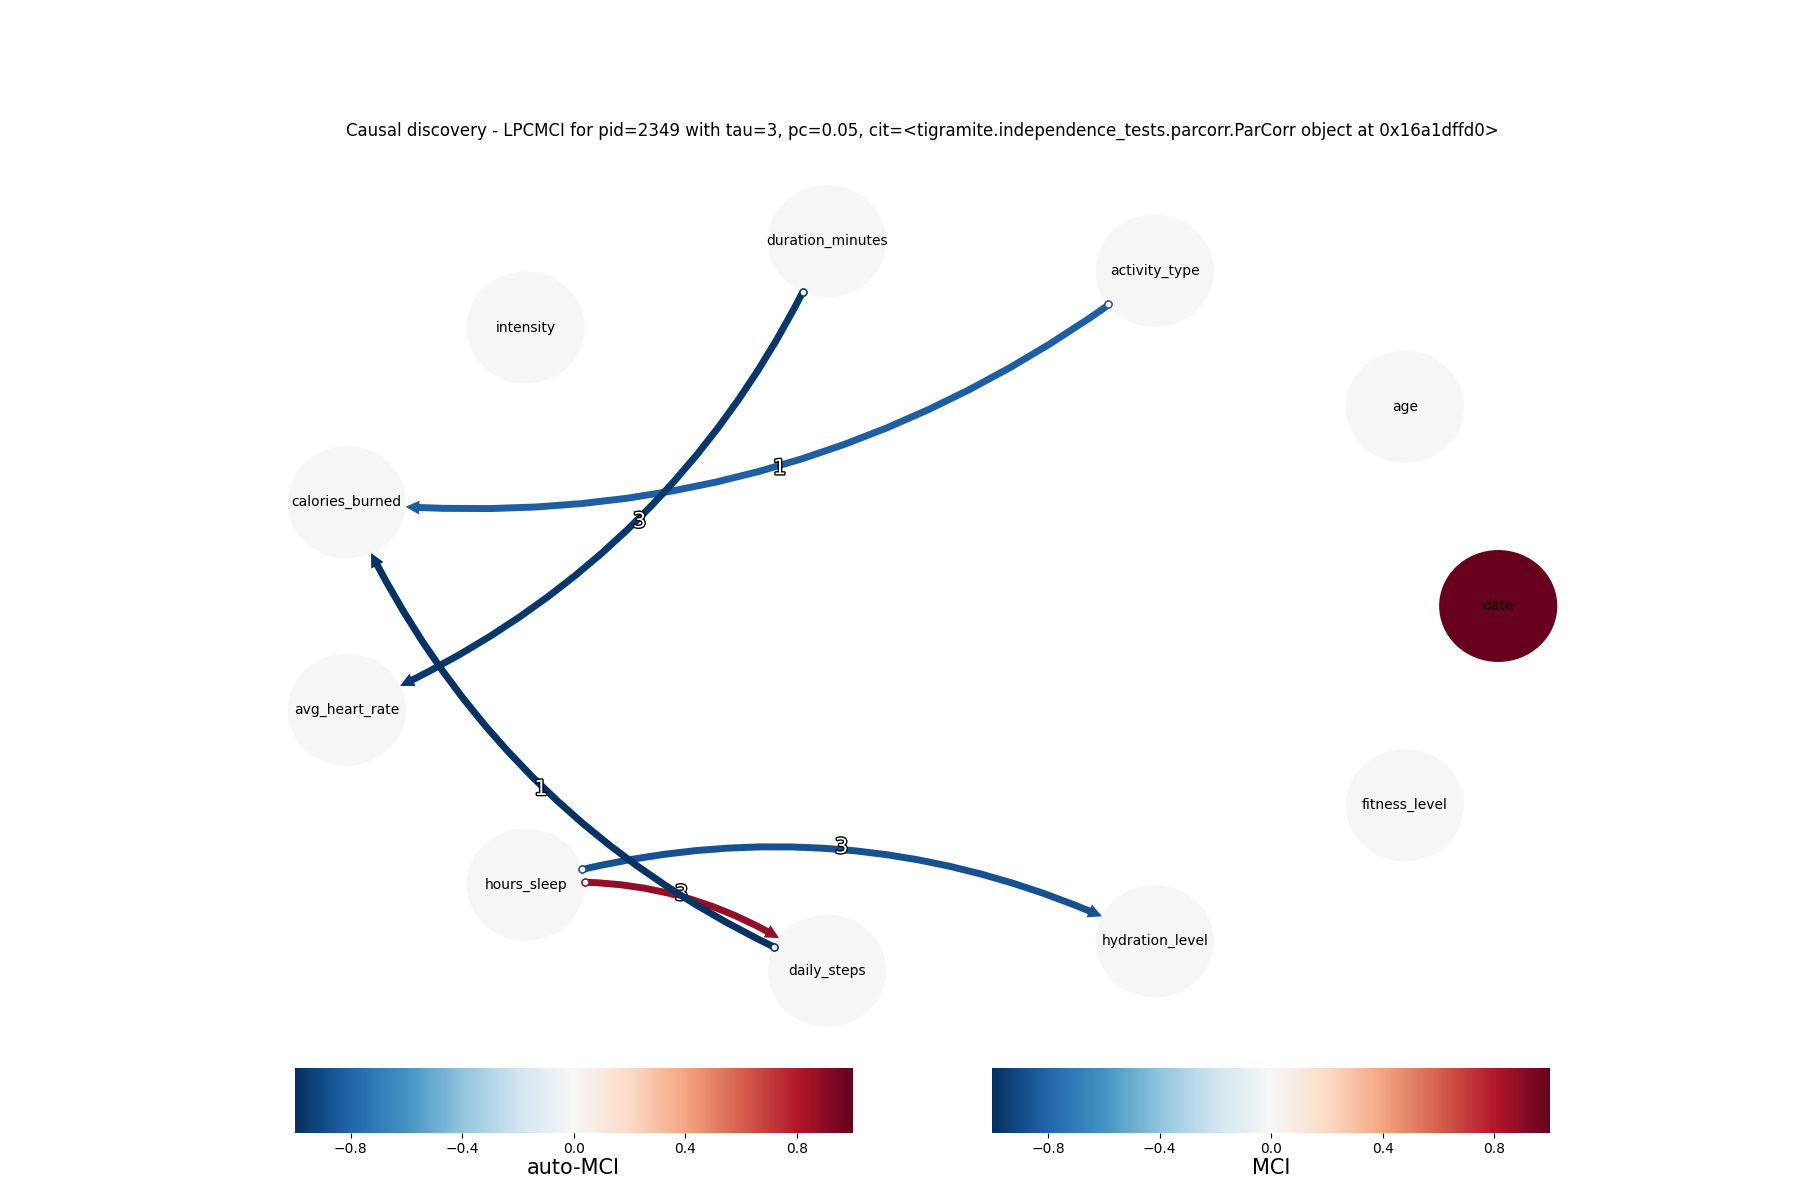 Causal discovery - LPCMCI for pid=2349 with tau=3, pc=0.05, cit=<tigramite.independence_tests.parcorr.ParCorr object at 0x16a1dffd0>
duration_minutes
activity_type
intensity
age
1
calories_burned
3
date
avg_heart_rate
1
fitness_level
3
hours_sleep
3
hydration_level
daily_steps
−0.8 −0.4 0.0 0.4 0.8
auto-MCI
−0.8 −0.4 0.0 0.4 0.8
MCI